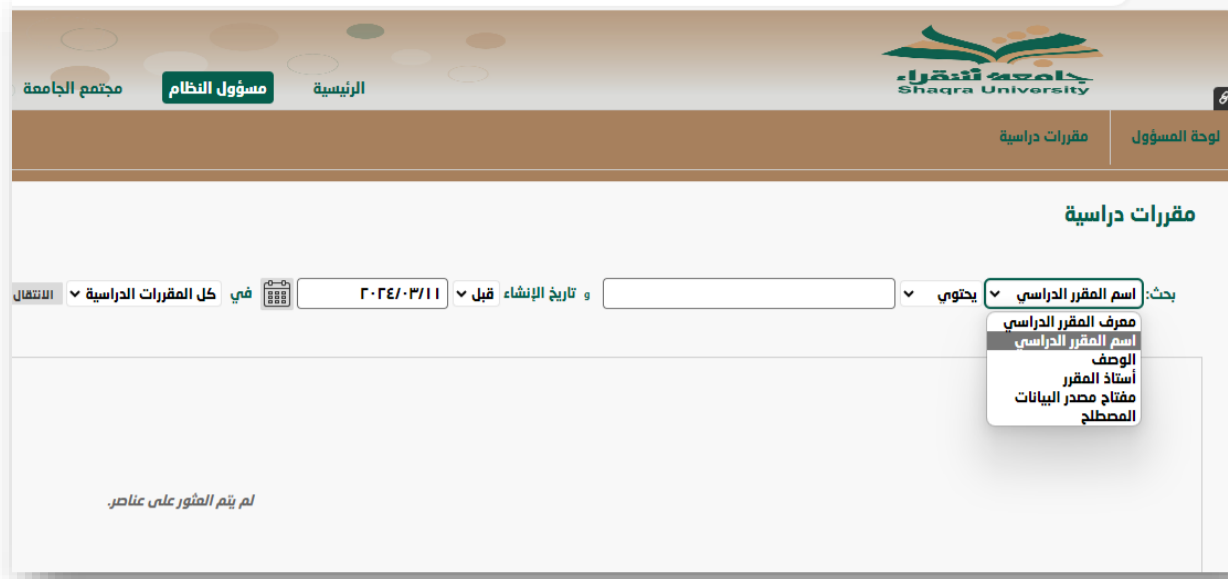 جامعة شقراء
Shaqra University
الرئيسية مسؤول النظام مجتمع الجامعة
لوحة المسؤول مقررات دراسية
مقررات دراسية
بحث: اسم المقرر الدراسي يحتوي و تاريخ الإنشاء قبل ٢٠٢٤/٠٣/١١ في كل المقررات الدراسية الانتقال
معرف المقرر الدراسي
اسم المقرر الدراسي
الوصف
أستاذ المقرر
مفتاح مصدر البيانات
المصطلح
لم يتم العثور على عناصر.